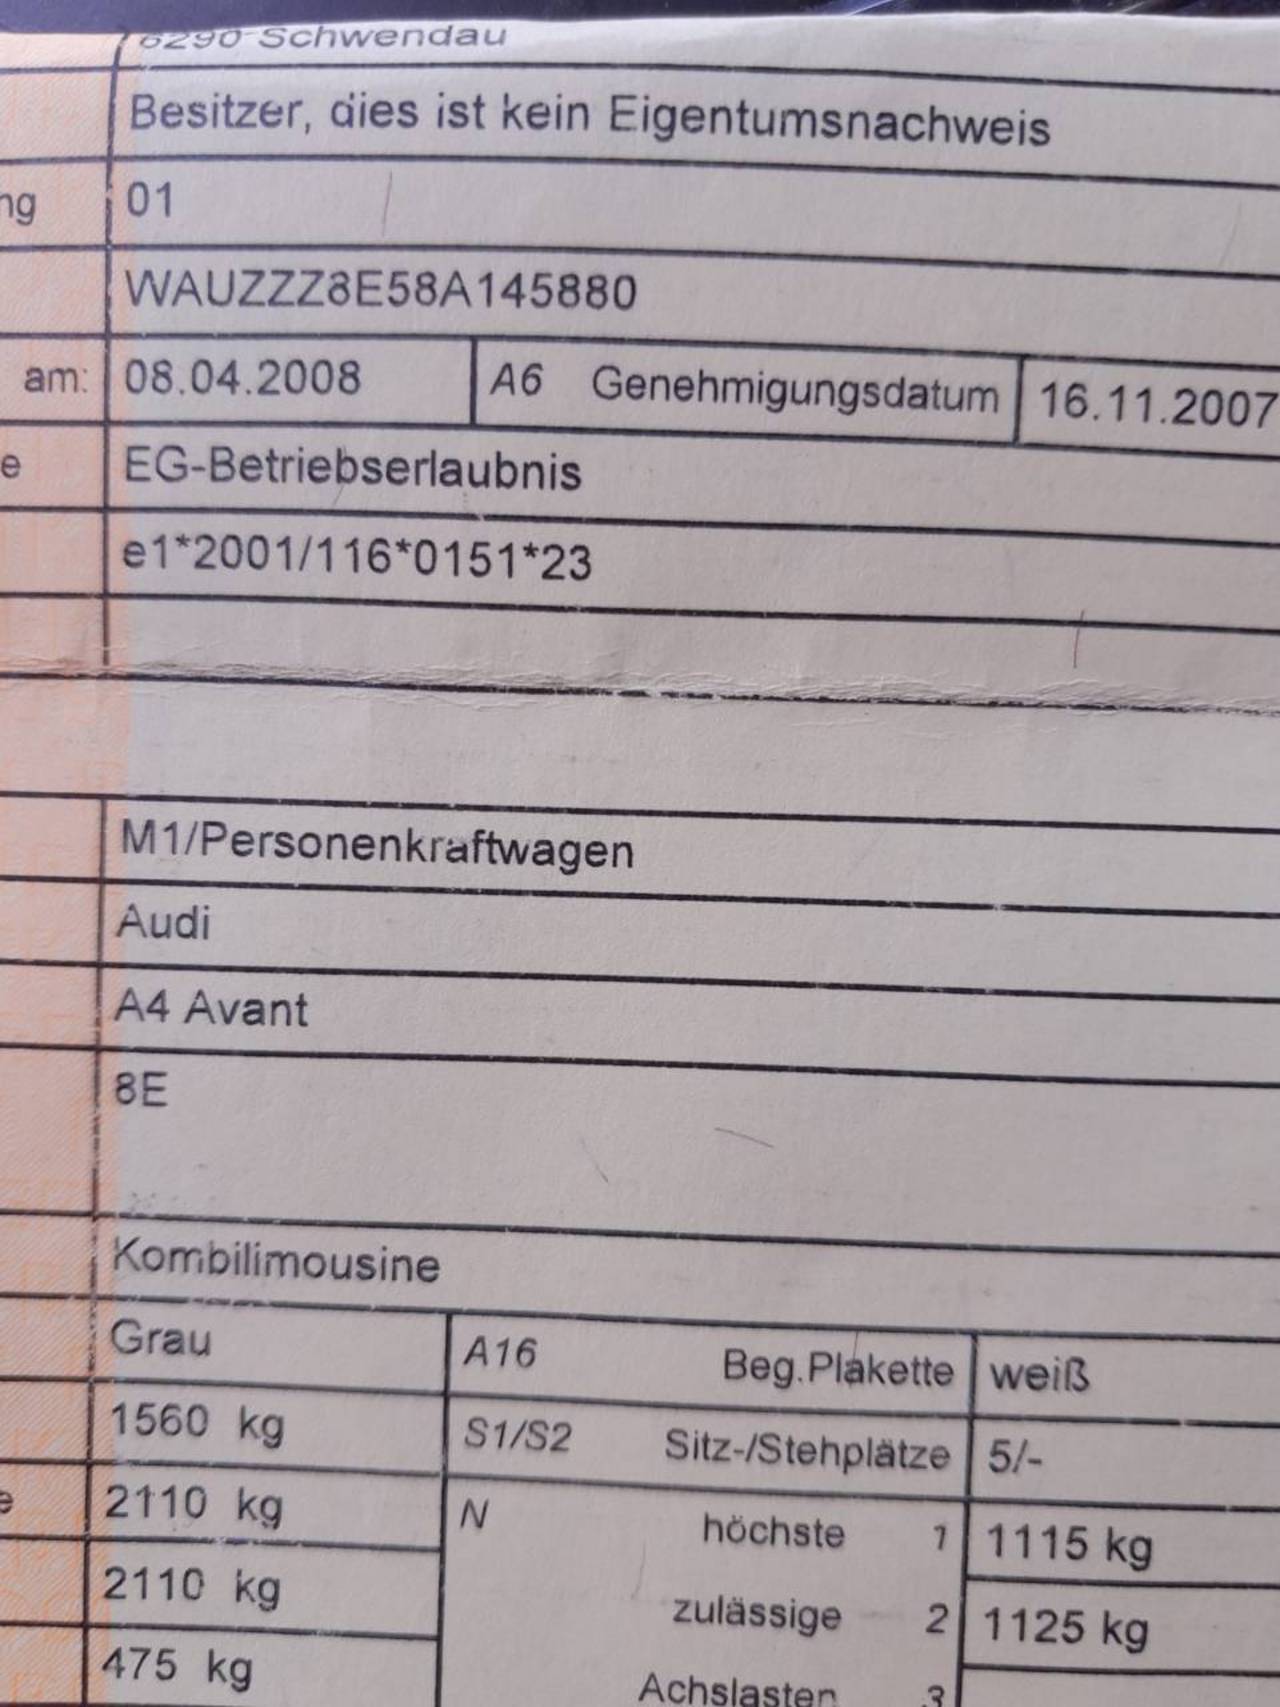 6290 Schwendau
Besitzer, dies ist kein Eigentumsnachweis
ng 01
WAUZZZ8E58A145880
am: 08.04.2008 A6 Genehmigungsdatum 16.11.2007
e EG-Betriebserlaubnis
e1*2001/116*0151*23
M1/Personenkraftwagen
Audi
A4 Avant
8E
Kombilimousine
Grau A16 Beg.Plakette weiß
1560 kg S1/S2 Sitz-/Stehplätze 5/-
e 2110 kg N höchste 1 1115 kg
2110 kg zulässige 2 1125 kg
475 kg Achslasten 3